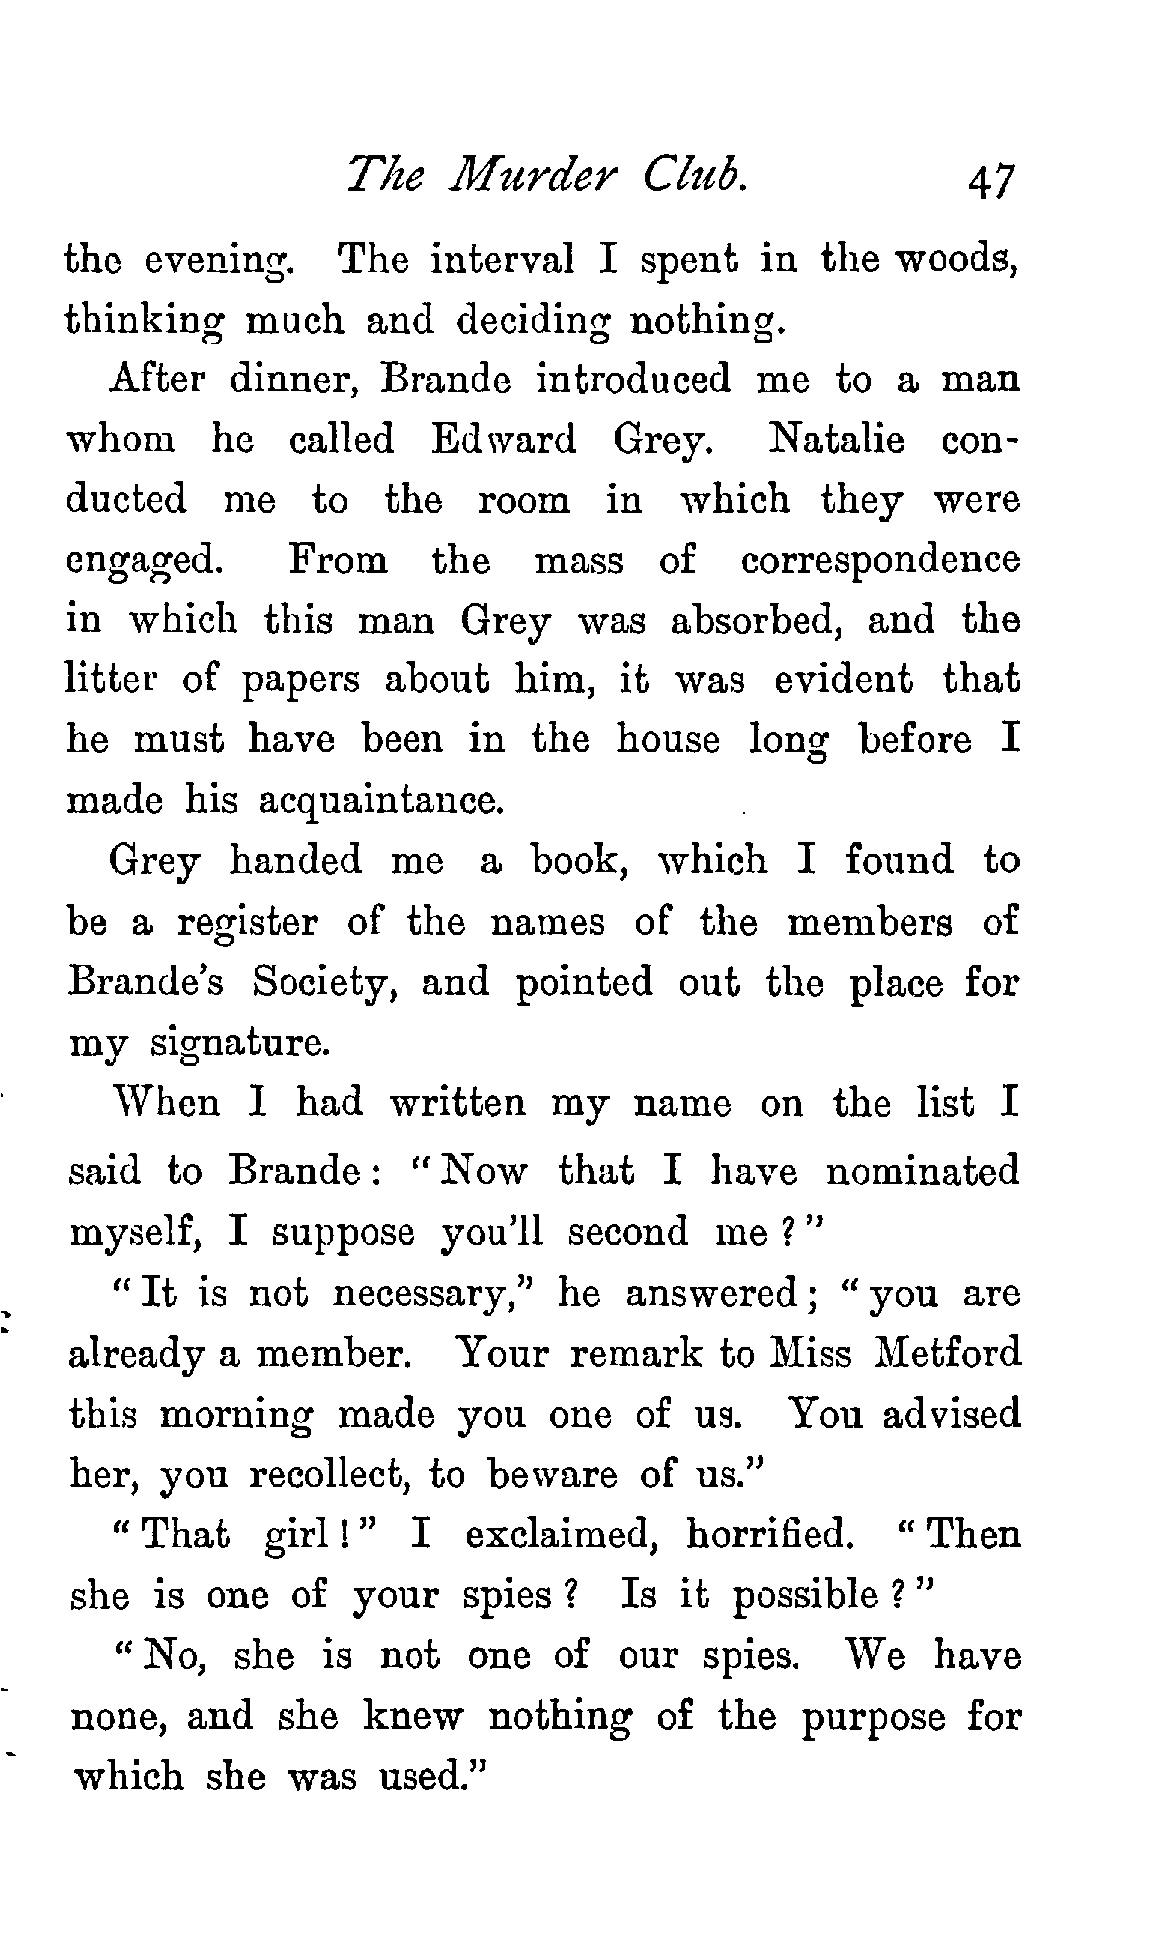 The Murder Club. 47
the evening. The interval I spent in the woods,
thinking much and deciding nothing.
After dinner, Brande introduced me to a man
whom he called Edward Grey. Natalie con-
ducted me to the room in which they were
engaged. From the mass of correspondence
in which this man Grey was absorbed, and the
litter of papers about him, it was evident that
he must have been in the house long before I
made his acquaintance.
Grey handed me a book, which I found to
be a register of the names of the members of
Brande's Society, and pointed out the place for
my signature.
When I had written my name on the list I
said to Brande: "Now that I have nominated
myself, I suppose you'll second me?"
"It is not necessary," he answered; "you are
already a member. Your remark to Miss Metford
this morning made you one of us. You advised
her, you recollect, to beware of us."
"That girl!" I exclaimed, horrified. "Then
she is one of your spies? Is it possible?"
"No, she is not one of our spies. We have
none, and she knew nothing of the purpose for
which she was used."